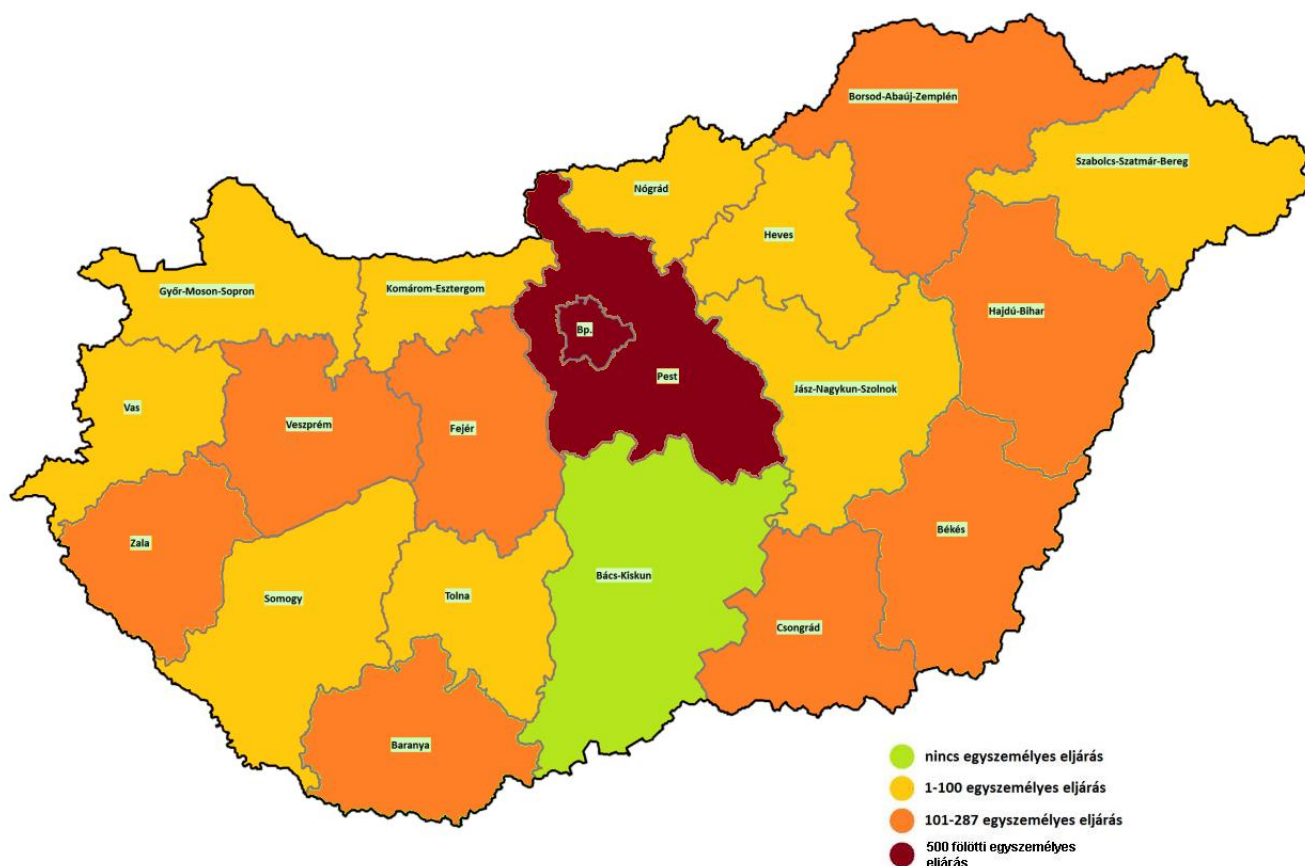 Borsod-Abaúj-Zemplén
Szabolcs-Szatmár-Bereg
Nógrád
Heves
Győr-Moson-Sopron
Komárom-Esztergom
Hajdú-Bihar
Bp.
Pest
Jász-Nagykun-Szolnok
Vas
Veszprém
Fejér
Békés
Zala
Bács-Kiskun
Somogy
Tolna
Csongrád
Baranya
nincs egyszemélyes eljárás
1-100 egyszemélyes eljárás
101-287 egyszemélyes eljárás
500 fölötti egyszemélyes
eljárás